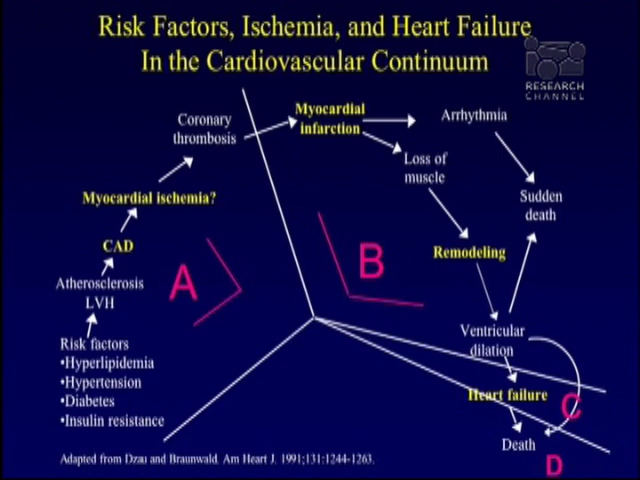 Risk Factors, Ischemia, and Heart Failure
In the Cardiovascular Continuum
RESEARCH
CHANNEL
Coronary
thrombosis
Myocardial
infarction
Arrhythmia
Loss of
muscle
Sudden
death
Myocardial ischemia?
CAD
Remodeling
A
B
Atherosclerosis
LVH
Ventricular
dilation
Risk factors
•Hyperlipidemia
•Hypertension
•Diabetes
•Insulin resistance
Heart failure
C
Death
D
Adapted from Dzau and Braunwald. Am Heart J. 1991;131:1244-1263.